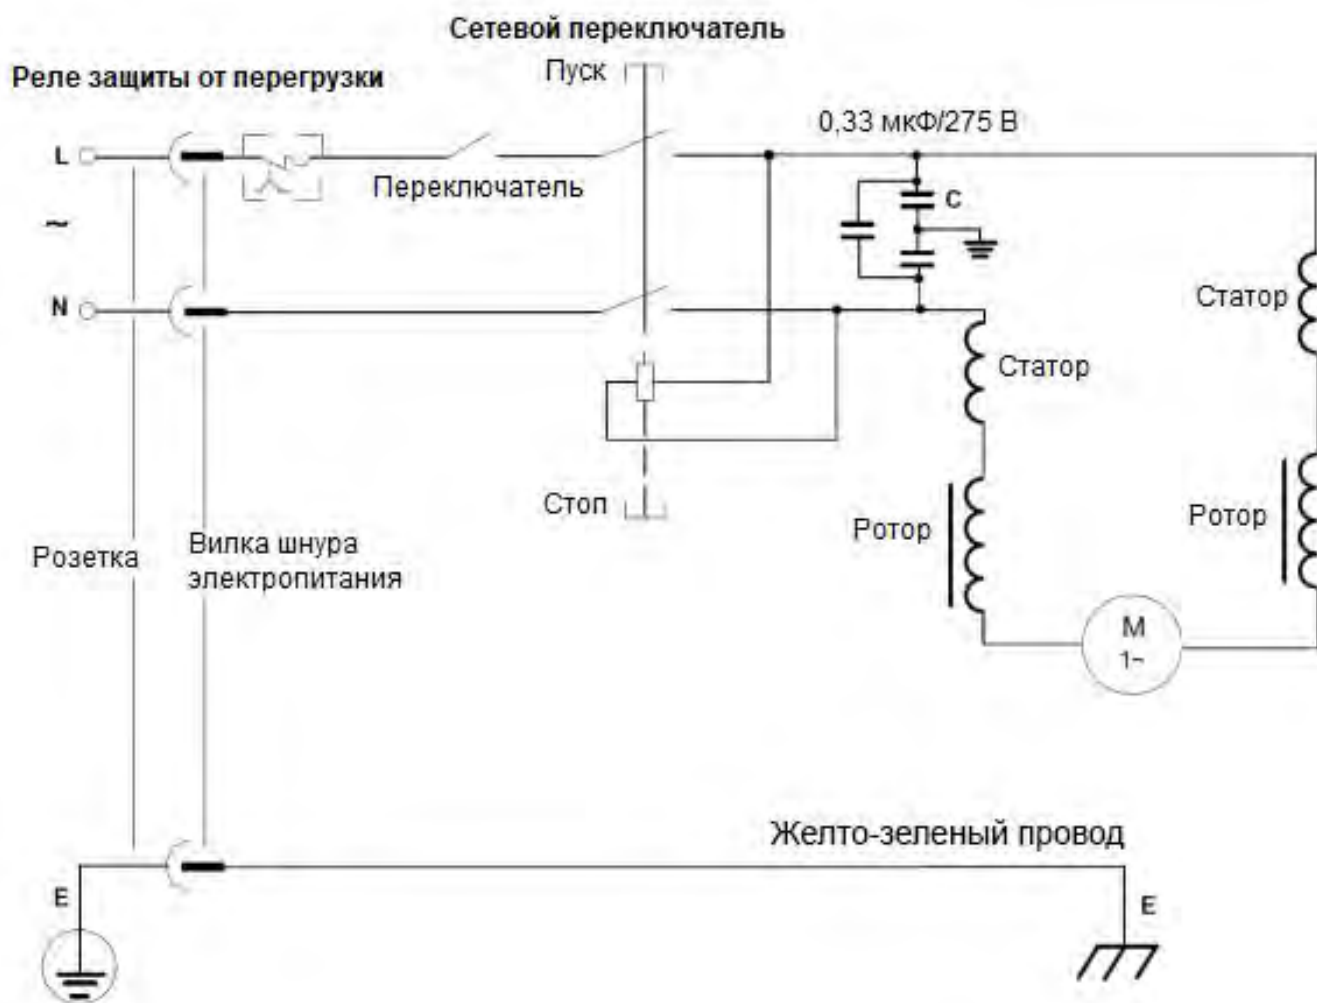 Сетевой переключатель
Пуск
Реле защиты от перегрузки
0,33 мкФ/275 В
L
Переключатель
C
~
N
Статор
Статор
Стоп
Ротор
Ротор
Розетка
Вилка шнура
электропитания
M
1~
Желто-зеленый провод
E
E